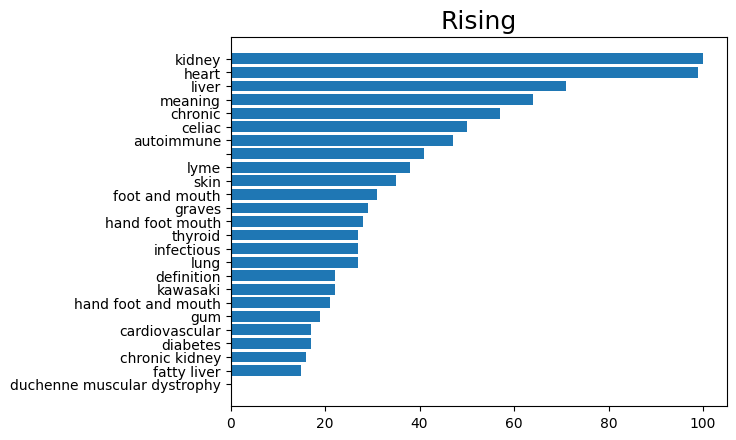 Rising
kidney
heart
liver
meaning
chronic
celiac
autoimmune
lyme
skin
foot and mouth
graves
hand foot mouth
thyroid
infectious
lung
definition
kawasaki
hand foot and mouth
gum
cardiovascular
diabetes
chronic kidney
fatty liver
duchenne muscular dystrophy
0 20 40 60 80 100